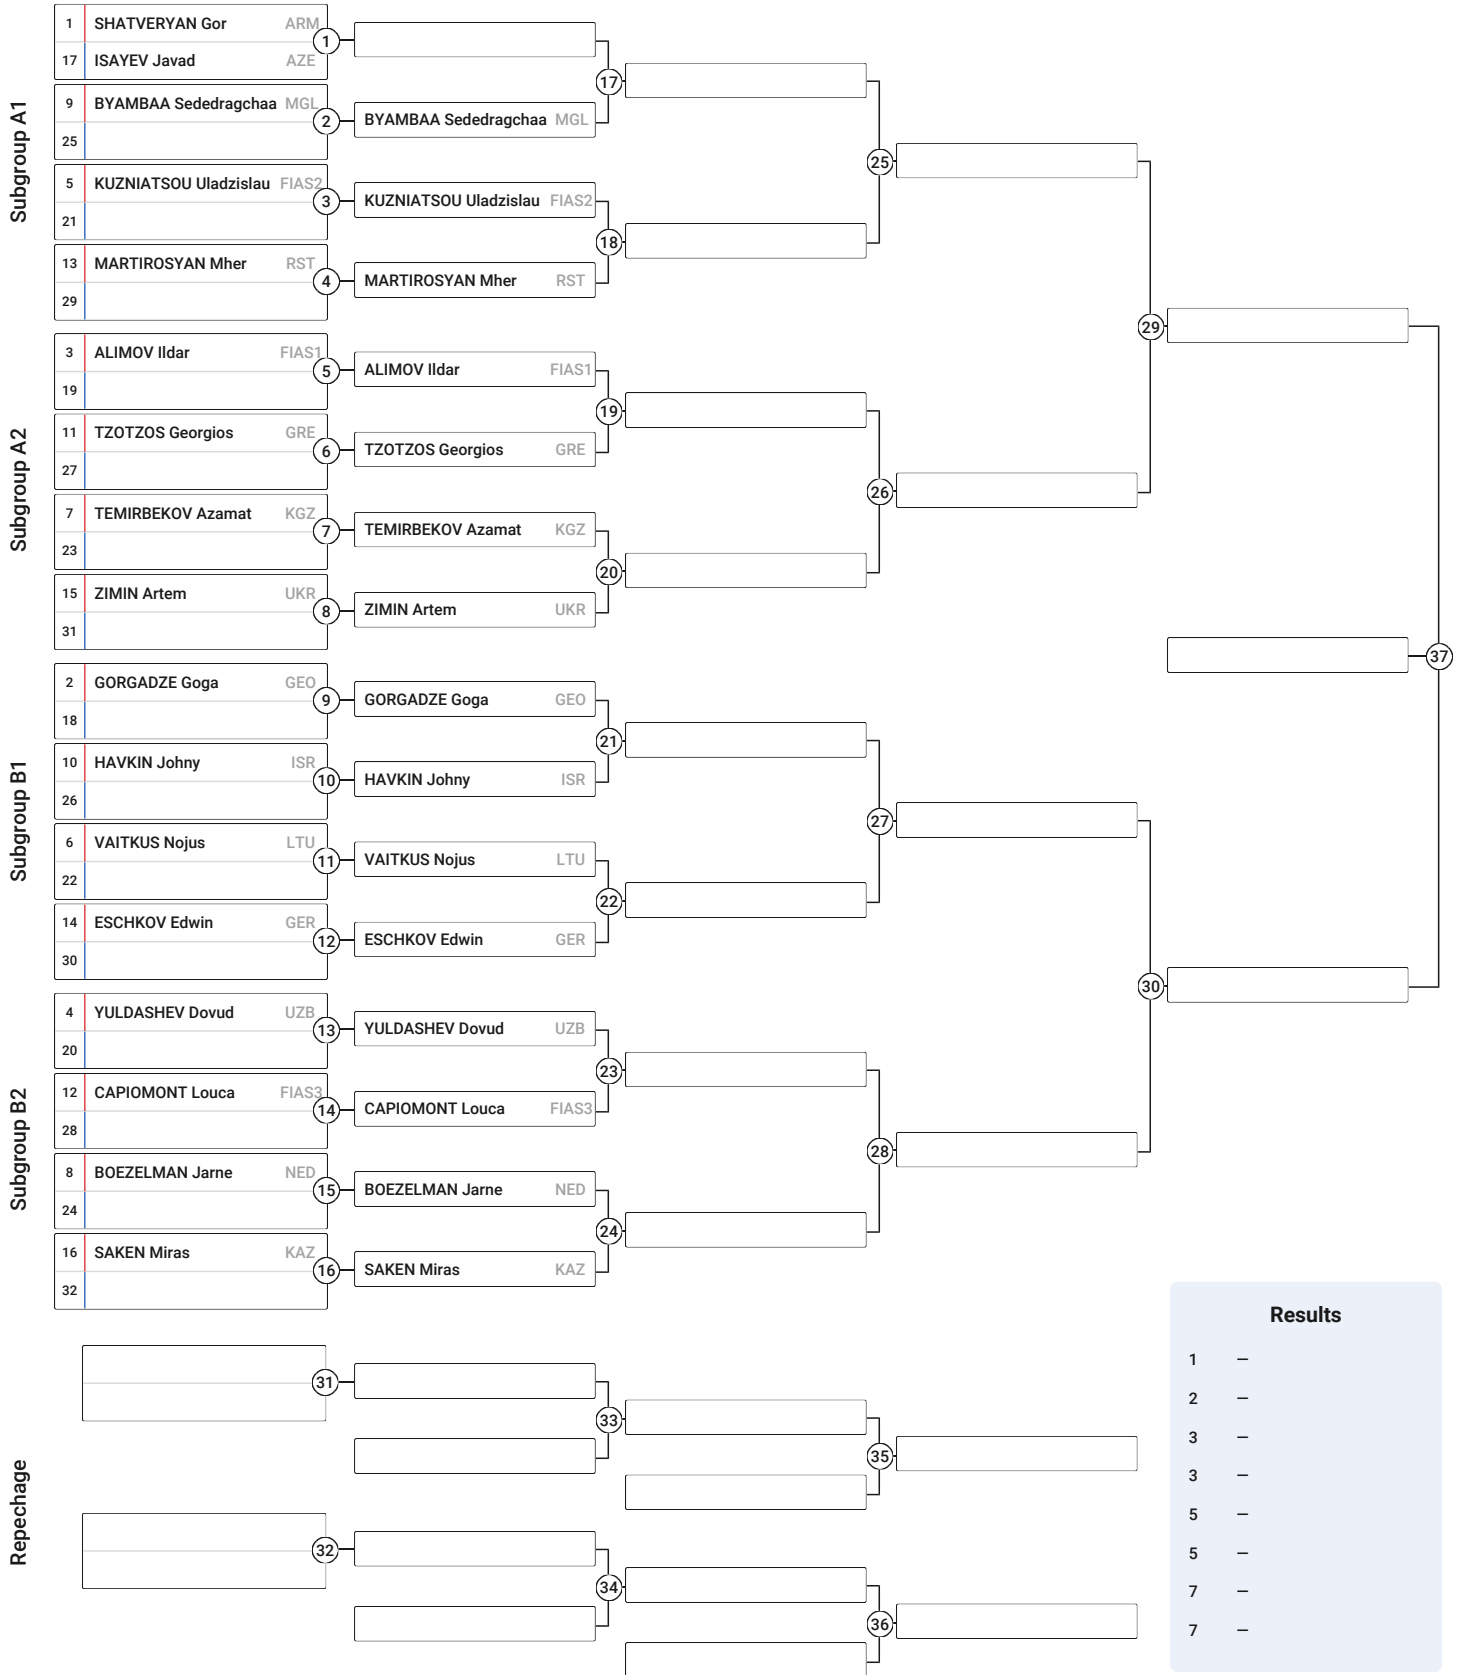 Subgroup A1
1 SHATVERYAN Gor ARM
17 ISAYEV Javad AZE
1
9 BYAMBAA Sededragchaa MGL
25
2
BYAMBAA Sededragchaa MGL
17
5 KUZNIATSOU Uladzislau FIAS2
21
3
KUZNIATSOU Uladzislau FIAS2
13 MARTIROSYAN Mher RST
29
4
MARTIROSYAN Mher RST
18
25
Subgroup A2
3 ALIMOV Ildar FIAS1
19
5
ALIMOV Ildar FIAS1
11 TZOTZOS Georgios GRE
27
6
TZOTZOS Georgios GRE
19
7 TEMIRBEKOV Azamat KGZ
23
7
TEMIRBEKOV Azamat KGZ
15 ZIMIN Artem UKR
31
8
ZIMIN Artem UKR
20
26
29
Subgroup B1
2 GORGADZE Goga GEO
18
9
GORGADZE Goga GEO
10 HAVKIN Johny ISR
26
10
HAVKIN Johny ISR
21
6 VAITKUS Nojus LTU
22
11
VAITKUS Nojus LTU
14 ESCHKOV Edwin GER
30
12
ESCHKOV Edwin GER
22
27
Subgroup B2
4 YULDASHEV Dovud UZB
20
13
YULDASHEV Dovud UZB
12 CAPIOMONT Louca FIAS3
28
14
CAPIOMONT Louca FIAS3
23
8 BOEZELMAN Jarne NED
24
15
BOEZELMAN Jarne NED
16 SAKEN Miras KAZ
32
16
SAKEN Miras KAZ
24
28
30
37
Repechage
31
33
35
32
34
36
Results
1 –
2 –
3 –
3 –
5 –
5 –
7 –
7 –